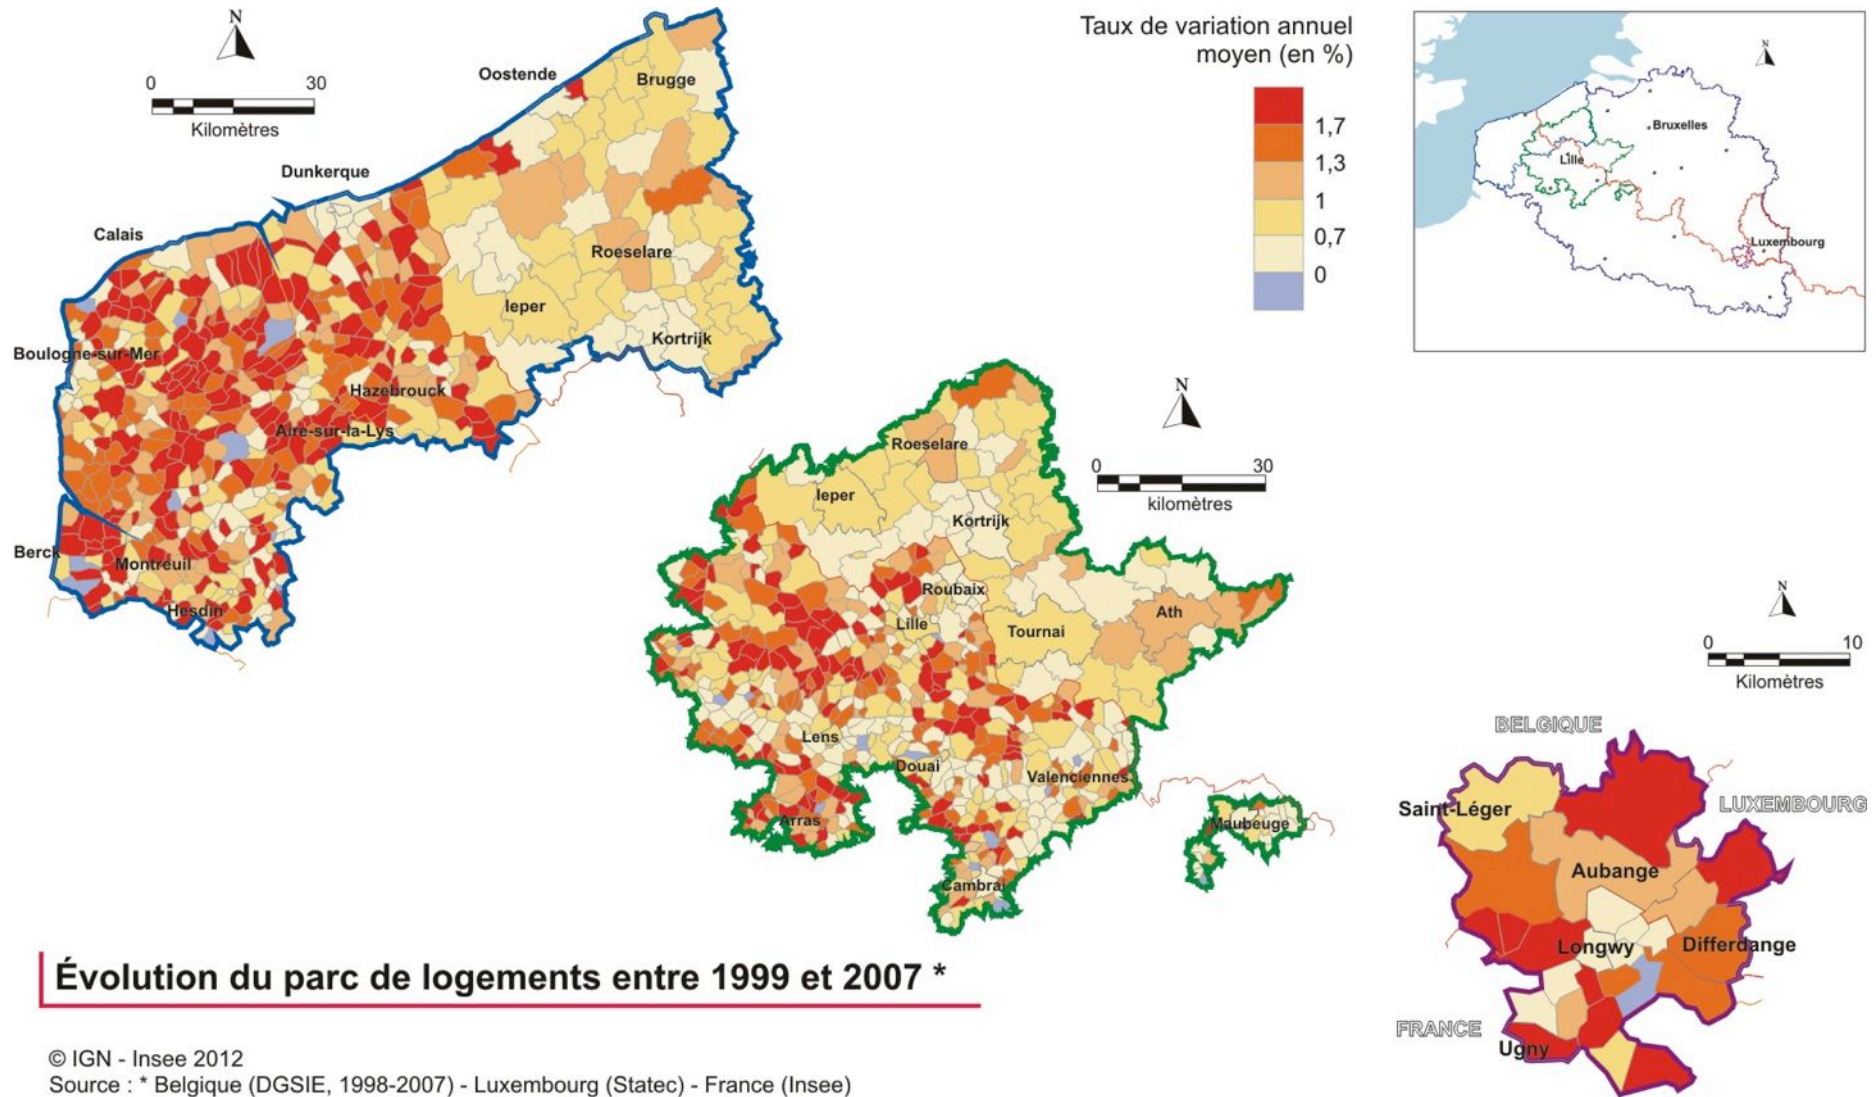 N
0 30
Kilomètres
Oostende
Brugge
Dunkerque
Calais
Roeselare
Ieper
Kortrijk
Boulogne-sur-Mer
Hazebrouck
Aire-sur-la-Lys
Berck
Montreuil
Hesdin
Taux de variation annuel
moyen (en %)
1,7
1,3
1
0,7
0
N
Bruxelles
Lille
Luxembourg
N
0 30
kilomètres
Roeselare
Ieper
Kortrijk
Roubaix
Lille
Tournai
Ath
Lens
Douai
Valenciennes
Arras
Maubeuge
Cambrai
N
0 10
Kilomètres
BELGIQUE
LUXEMBOURG
Saint-Léger
Aubange
Longwy
Differdange
FRANCE
Ugny
Évolution du parc de logements entre 1999 et 2007 *
© IGN - Insee 2012
Source : * Belgique (DGSIE, 1998-2007) - Luxembourg (Statec) - France (Insee)